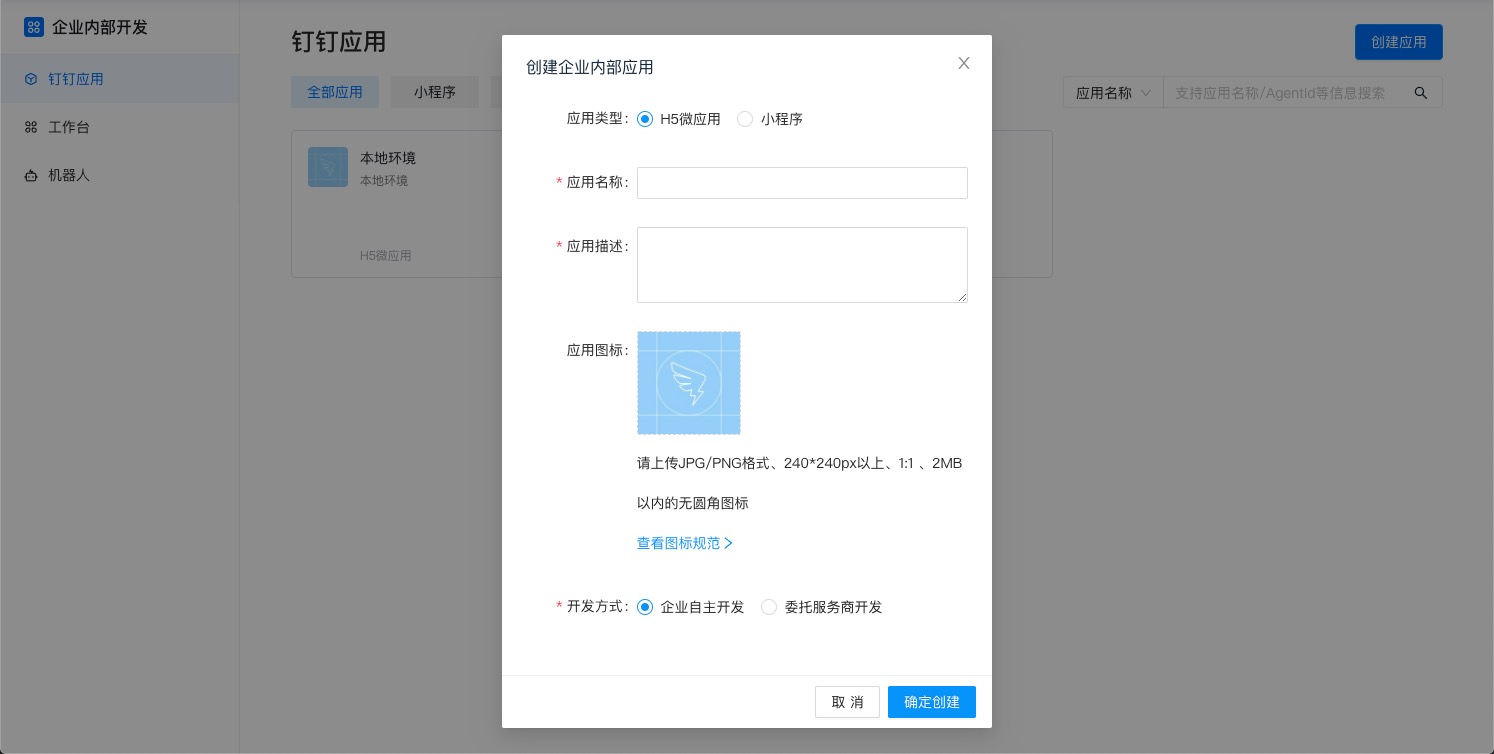 企业内部开发
钉钉应用
工作台
机器人
钉钉应用
创建应用
全部应用
小程序
应用名称
支持应用名称/AgentId等信息搜索
本地环境
本地环境
H5微应用
创建企业内部应用
应用类型: H5微应用 小程序
* 应用名称:
* 应用描述:
应用图标:
请上传JPG/PNG格式、240*240px以上、1:1 、2MB
以内的无圆角图标
查看图标规范 >
* 开发方式: 企业自主开发 委托服务商开发
取 消
确定创建